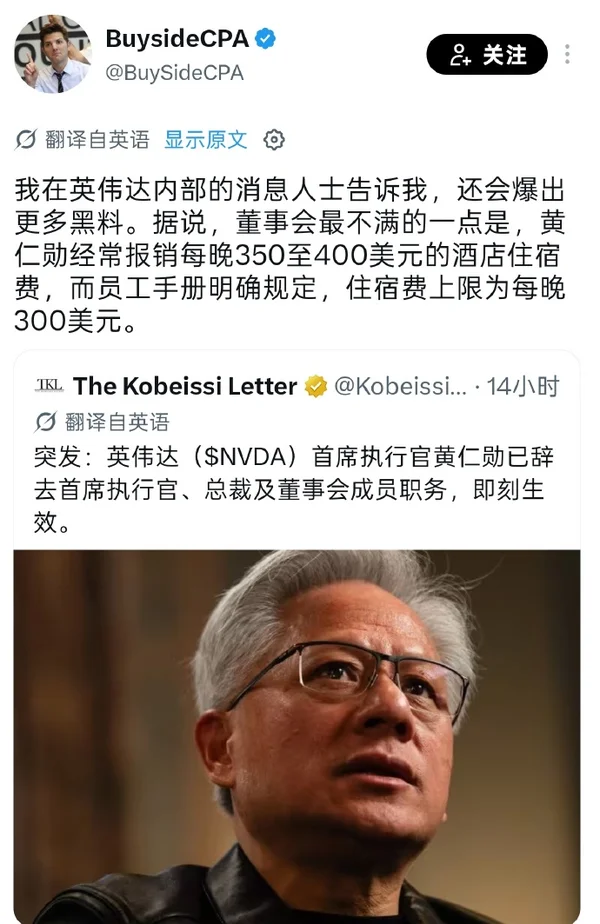 BuysideCPA
@BuySideCPA
关注
翻译自英语 显示原文
我在英伟达内部的消息人士告诉我，还会爆出
更多黑料。据说，董事会最不满的一点是，黄
仁勋经常报销每晚350至400美元的酒店住宿
费，而员工手册明确规定，住宿费上限为每晚
300美元。
TKL The Kobeissi Letter @Kobeissi... · 14小时
翻译自英语
突发：英伟达（$NVDA）首席执行官黄仁勋已辞
去首席执行官、总裁及董事会成员职务，即刻生
效。